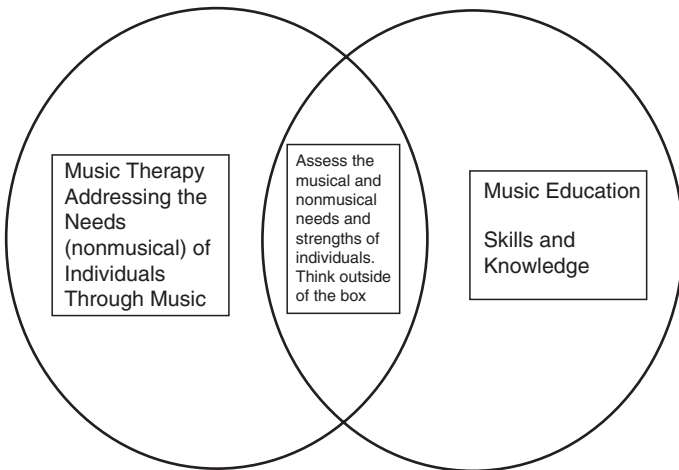 Music Therapy
Addressing the
Needs
(nonmusical) of
Individuals
Through Music
Assess the
musical and
nonmusical
needs and
strengths of
individuals.
Think outside
of the box
Music Education
Skills and
Knowledge